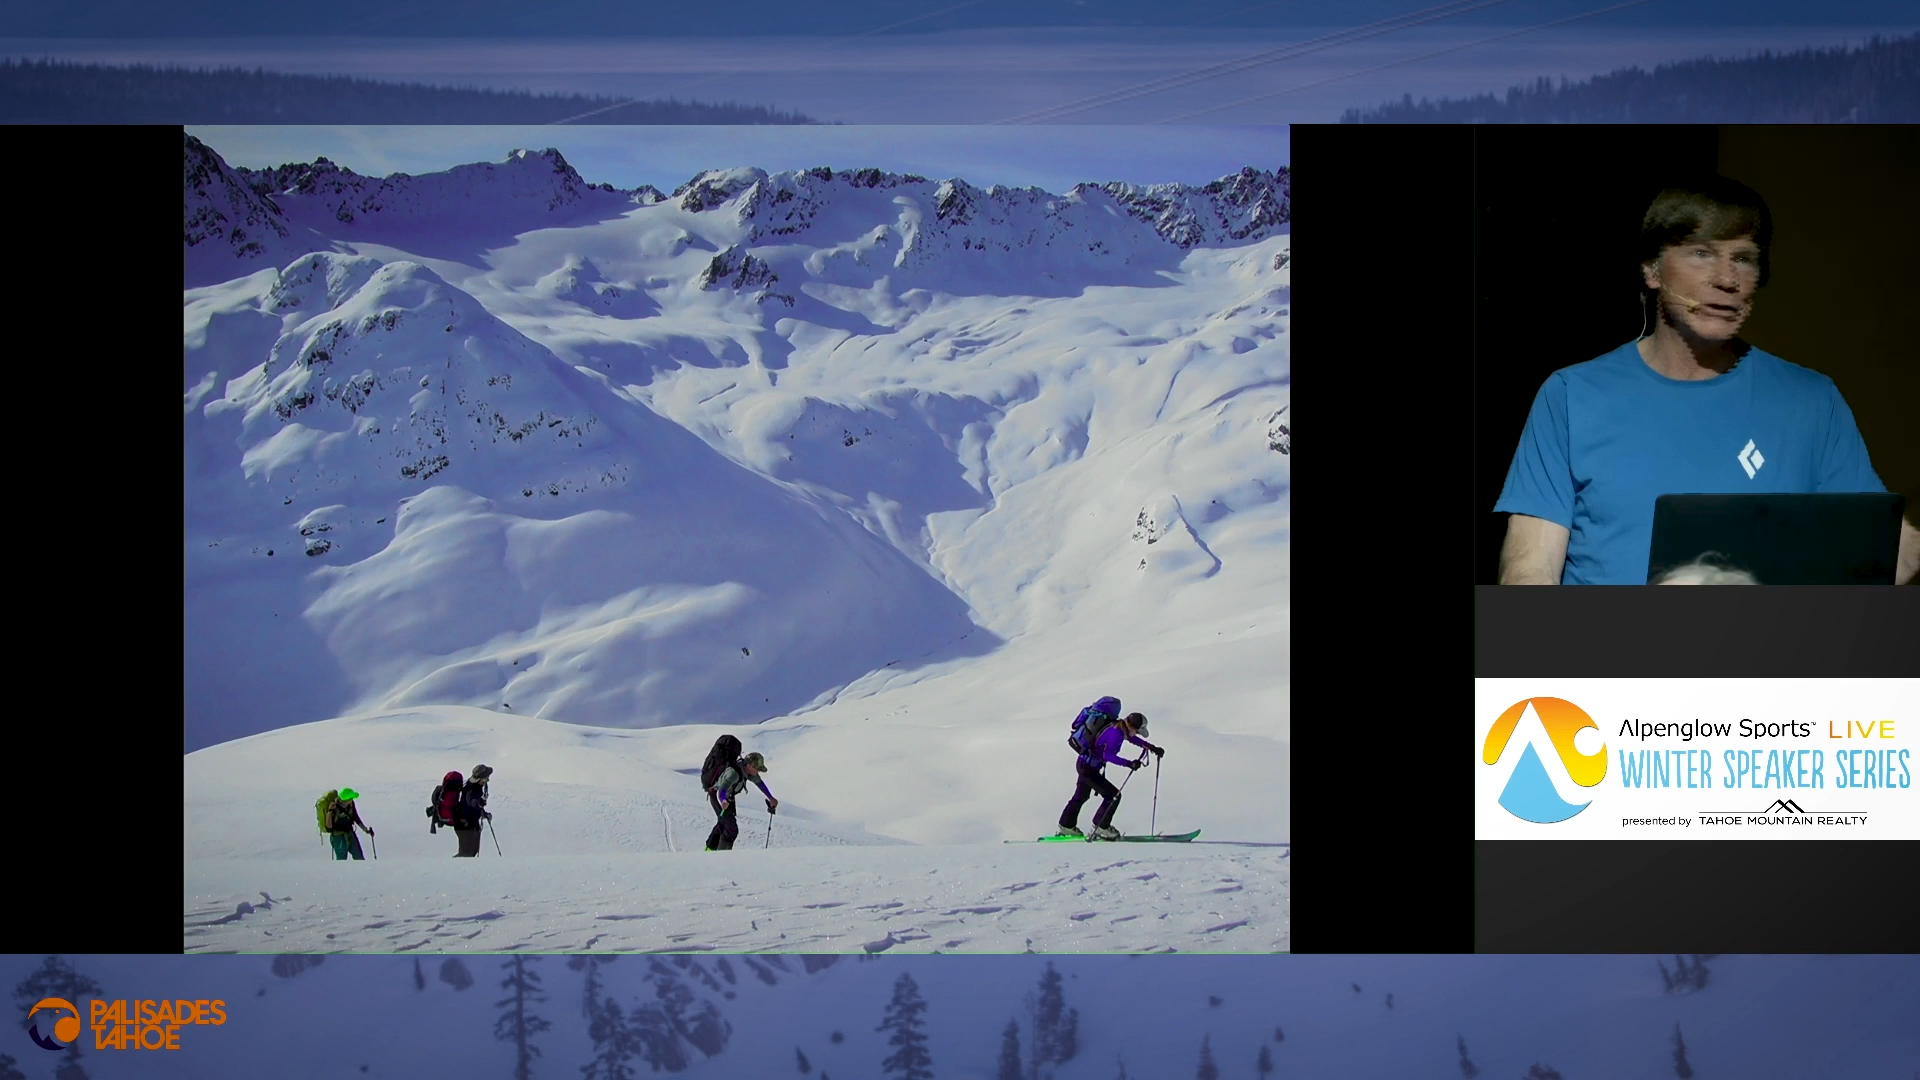 Alpenglow Sports™ LIVE
WINTER SPEAKER SERIES
presented by TAHOE MOUNTAIN REALTY
PALISADES
TAHOE